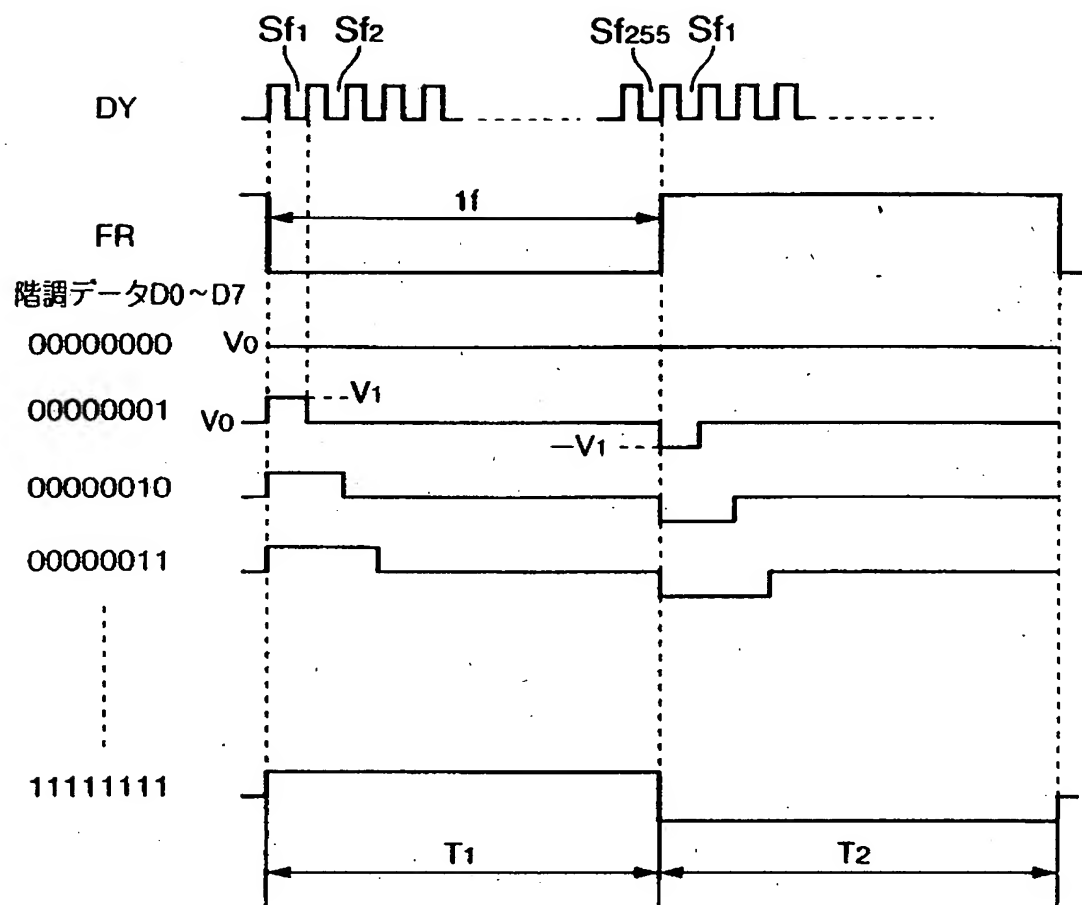 Sf1 Sf2 Sf255 Sf1
DY
1f
FR
階調データD0~D7
00000000 V0
00000001 V0 V1 −V1
00000010
00000011
11111111
T1 T2